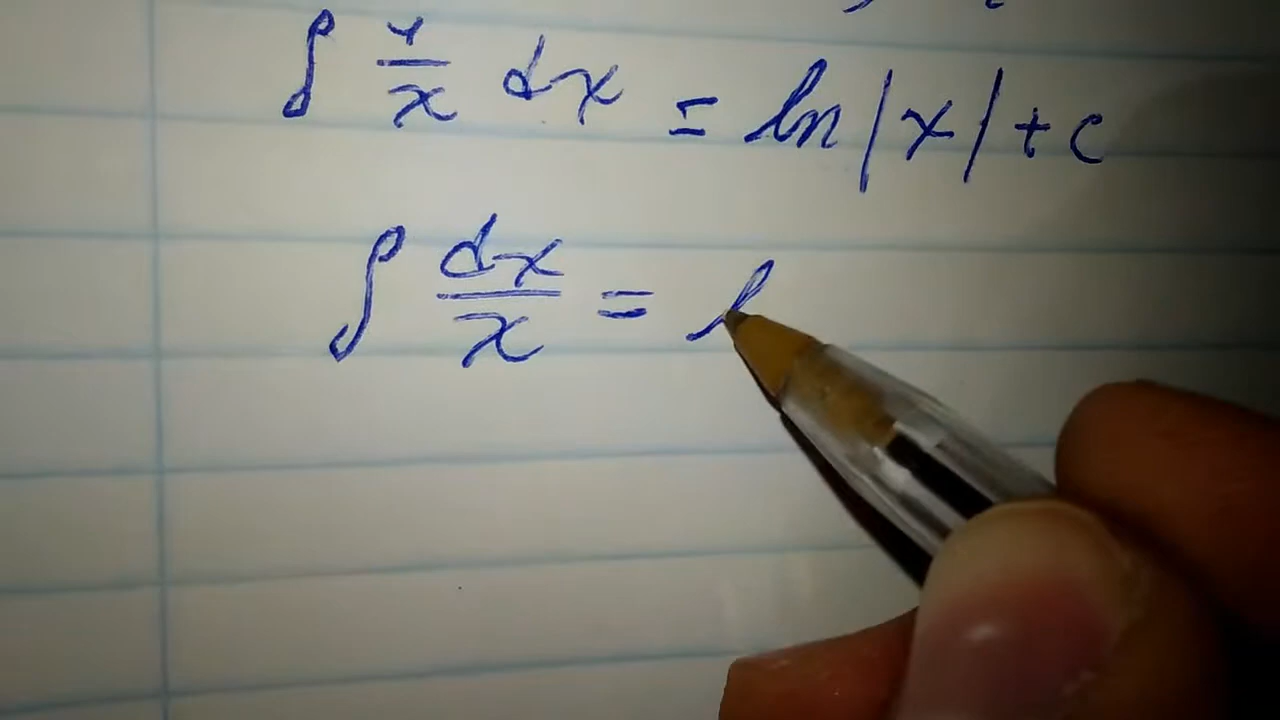 ∫ 1/x dx = ln|x| + c
∫ dx/x = l